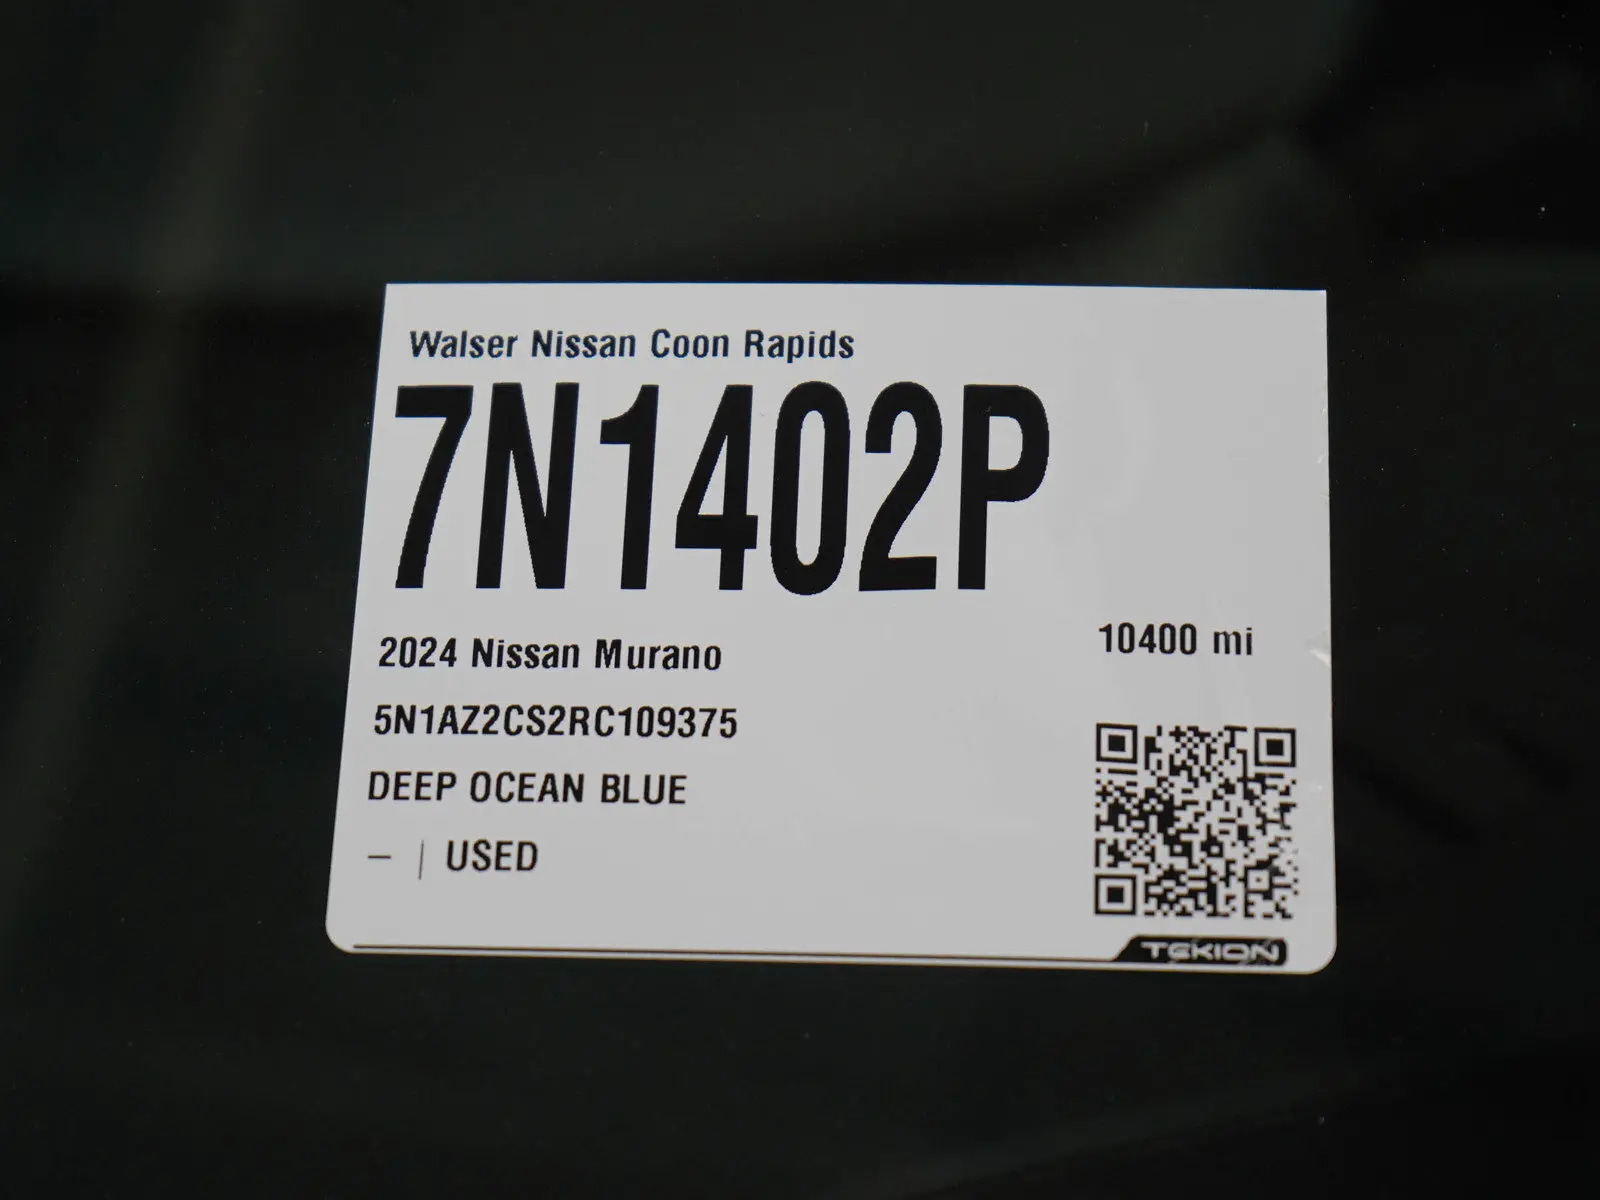 Walser Nissan Coon Rapids
7N1402P
2024 Nissan Murano
10400 mi
5N1AZ2CS2RC109375
DEEP OCEAN BLUE
– | USED
TEKION